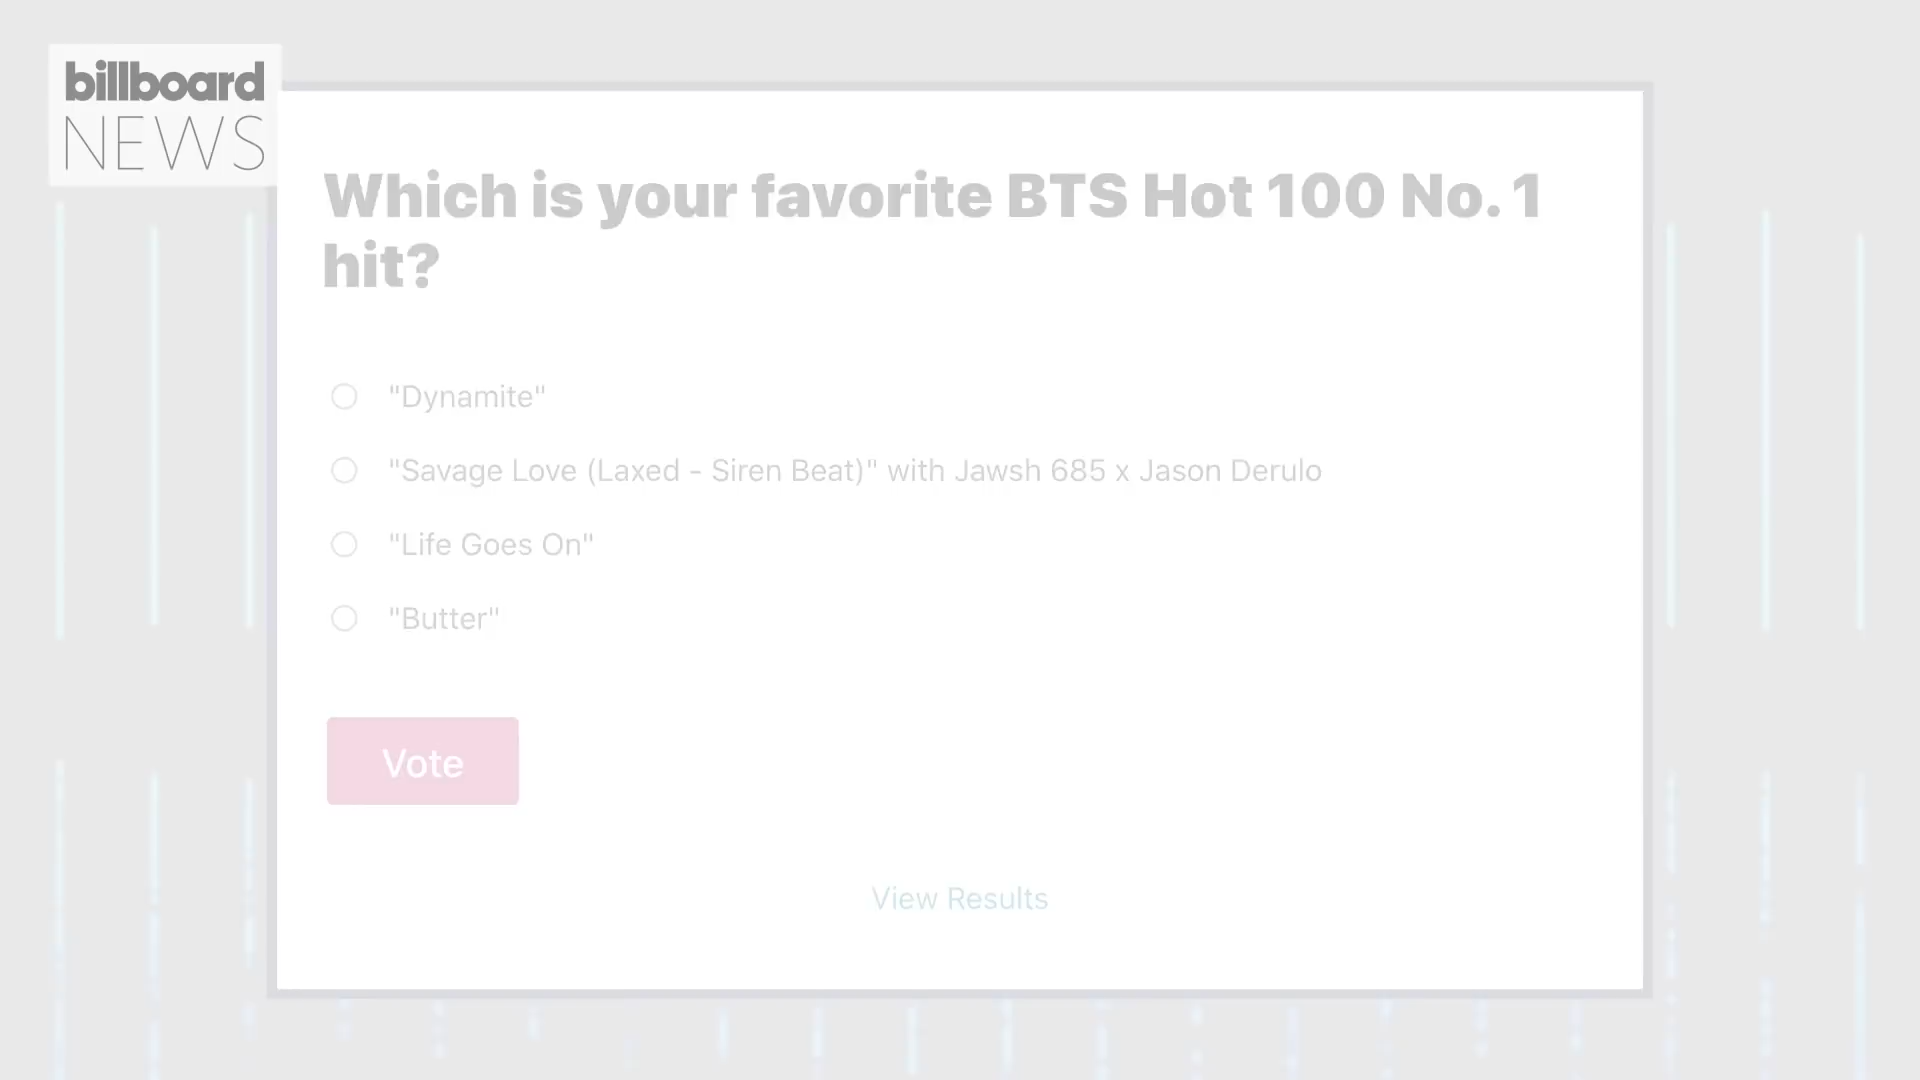 billboard
NEWS
Which is your favorite BTS Hot 100 No. 1
hit?
"Dynamite"
"Savage Love (Laxed - Siren Beat)" with Jawsh 685 x Jason Derulo
"Life Goes On"
"Butter"
Vote
View Results